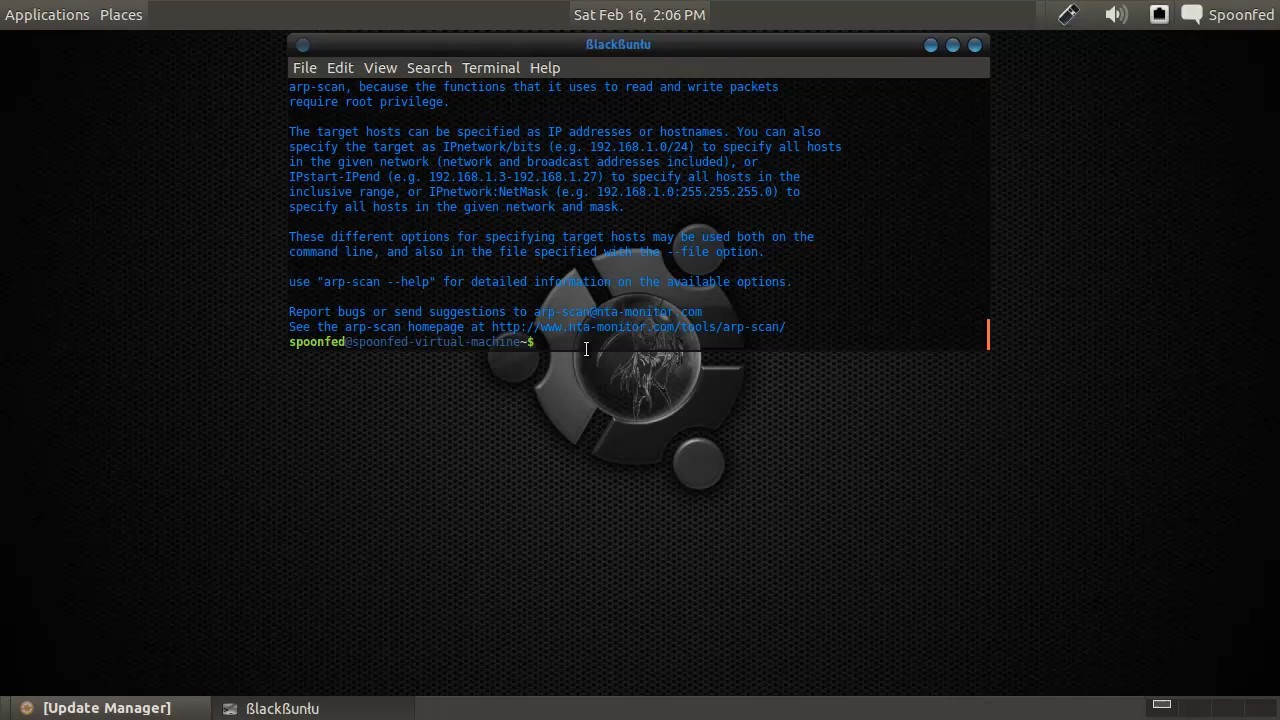 Applications Places Sat Feb 16, 2:06 PM Spoonfed
ßlackßunłu
File Edit View Search Terminal Help
arp-scan, because the functions that it uses to read and write packets
require root privilege.
The target hosts can be specified as IP addresses or hostnames. You can also
specify the target as IPnetwork/bits (e.g. 192.168.1.0/24) to specify all hosts
in the given network (network and broadcast addresses included), or
IPstart-IPend (e.g. 192.168.1.3-192.168.1.27) to specify all hosts in the
inclusive range, or IPnetwork:NetMask (e.g. 192.168.1.0:255.255.255.0) to
specify all hosts in the given network and mask.
These different options for specifying target hosts may be used both on the
command line, and also in the file specified with the --file option.
use "arp-scan --help" for detailed information on the available options.
Report bugs or send suggestions to arp-scan@nta-monitor.com
See the arp-scan homepage at http://www.nta-monitor.com/tools/arp-scan/
spoonfed@spoonfed-virtual-machine~$
[Update Manager] ßlackßunłu